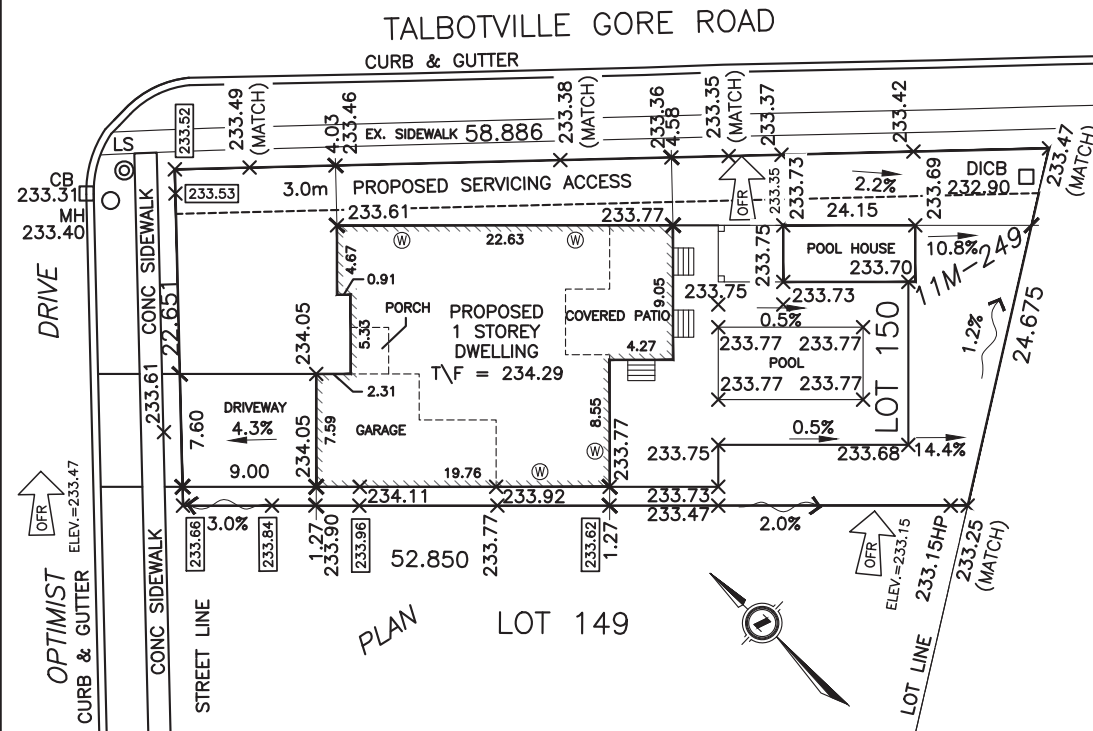 TALBOTVILLE GORE ROAD
CURB & GUTTER
233.52
233.49
(MATCH)
4.03
233.46
EX. SIDEWALK 58.886
233.38
(MATCH)
233.36
4.58
233.35
(MATCH)
233.37
233.42
233.47
(MATCH)
LS
CB
233.31
MH
233.40
233.53
3.0m
PROPOSED SERVICING ACCESS
OFR
233.35
233.73
2.2%
233.69
DICB
232.90
24.15
233.61
233.77
22.63
W
W
4.67
0.91
PORCH
5.33
PROPOSED
1 STOREY
DWELLING
T\F = 234.29
COVERED PATIO
9.05
4.27
233.75
POOL HOUSE
233.70
10.8%
11M-249
233.75
233.73
0.5%
233.77
233.77
POOL
233.77
233.77
LOT 150
1.2%
24.675
DRIVE
CONC SIDEWALK
22.651
233.61
234.05
2.31
DRIVEWAY
4.3%
7.60
9.00
234.05
7.59
GARAGE
8.55
W
W
19.76
233.77
233.75
0.5%
233.68
14.4%
234.11
233.92
233.73
233.47
3.0%
2.0%
OFR
ELEV.=233.47
233.66
233.84
1.27
233.90
233.96
52.850
233.77
233.62
1.27
OFR
ELEV.=233.15
233.15HP
233.25
(MATCH)
OPTIMIST
CURB & GUTTER
CONC SIDEWALK
STREET LINE
PLAN
LOT 149
Z
LOT LINE